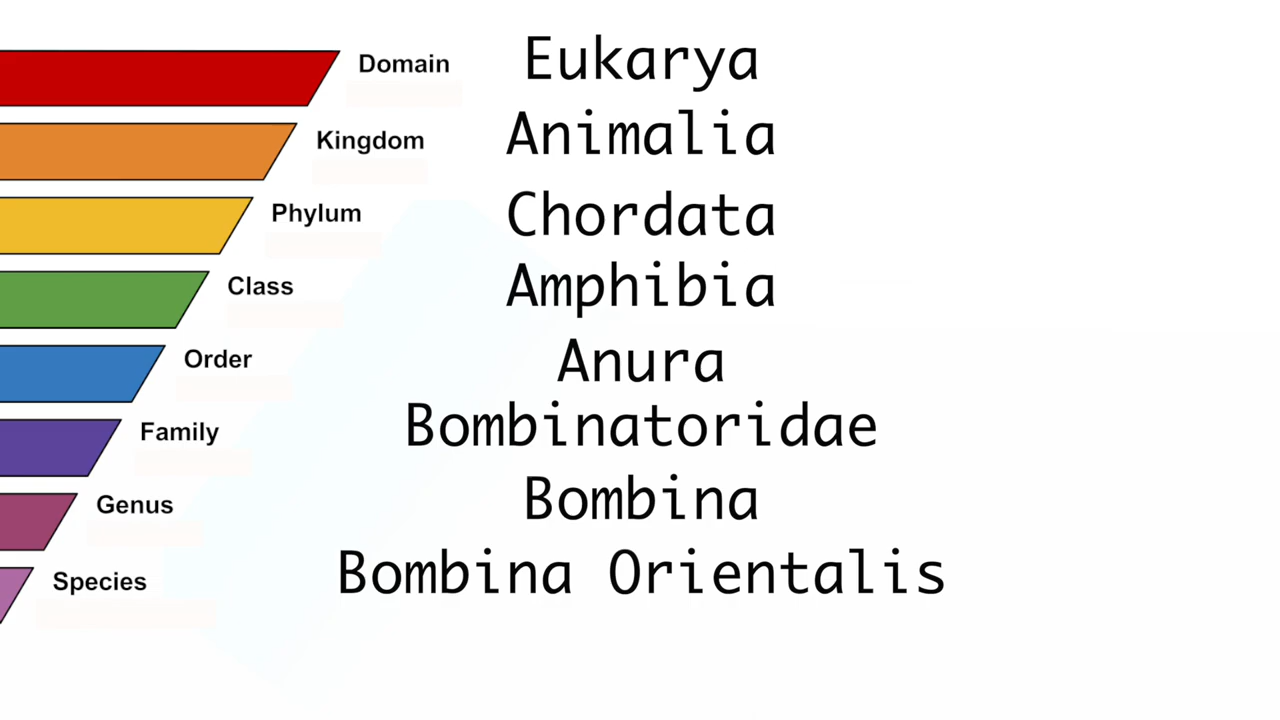 Domain Eukarya
Kingdom Animalia
Phylum Chordata
Class Amphibia
Order Anura
Family Bombinatoridae
Genus Bombina
Species Bombina Orientalis